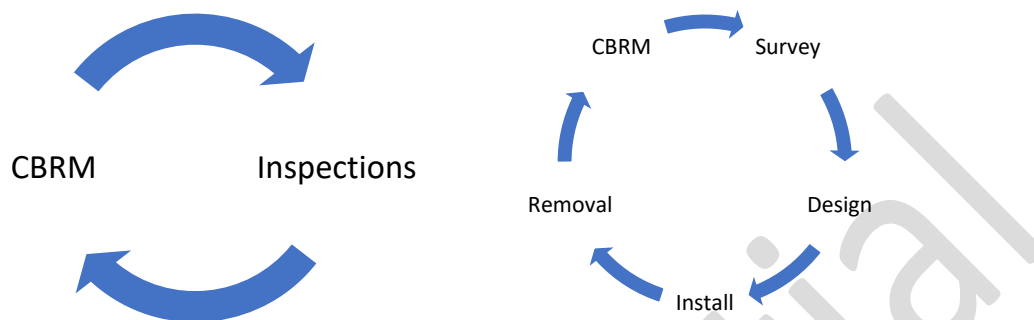 CBRM
Inspections
CBRM
Survey
Design
Install
Removal